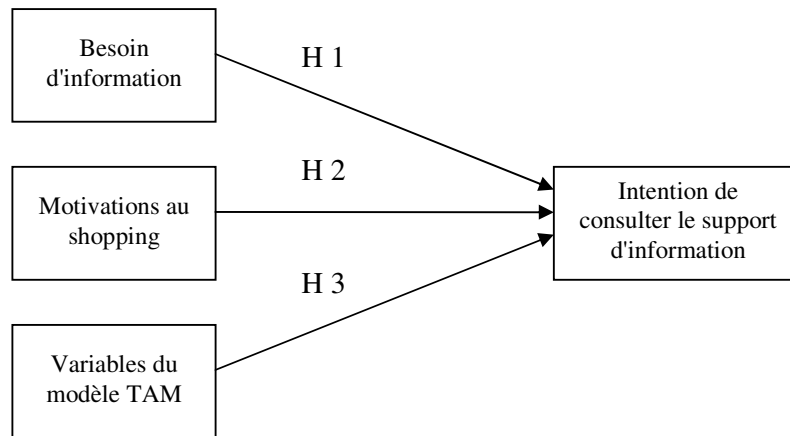 Besoin
d'information
H 1
H 2
Motivations au
shopping
Intention de
consulter le support
d'information
H 3
Variables du
modèle TAM